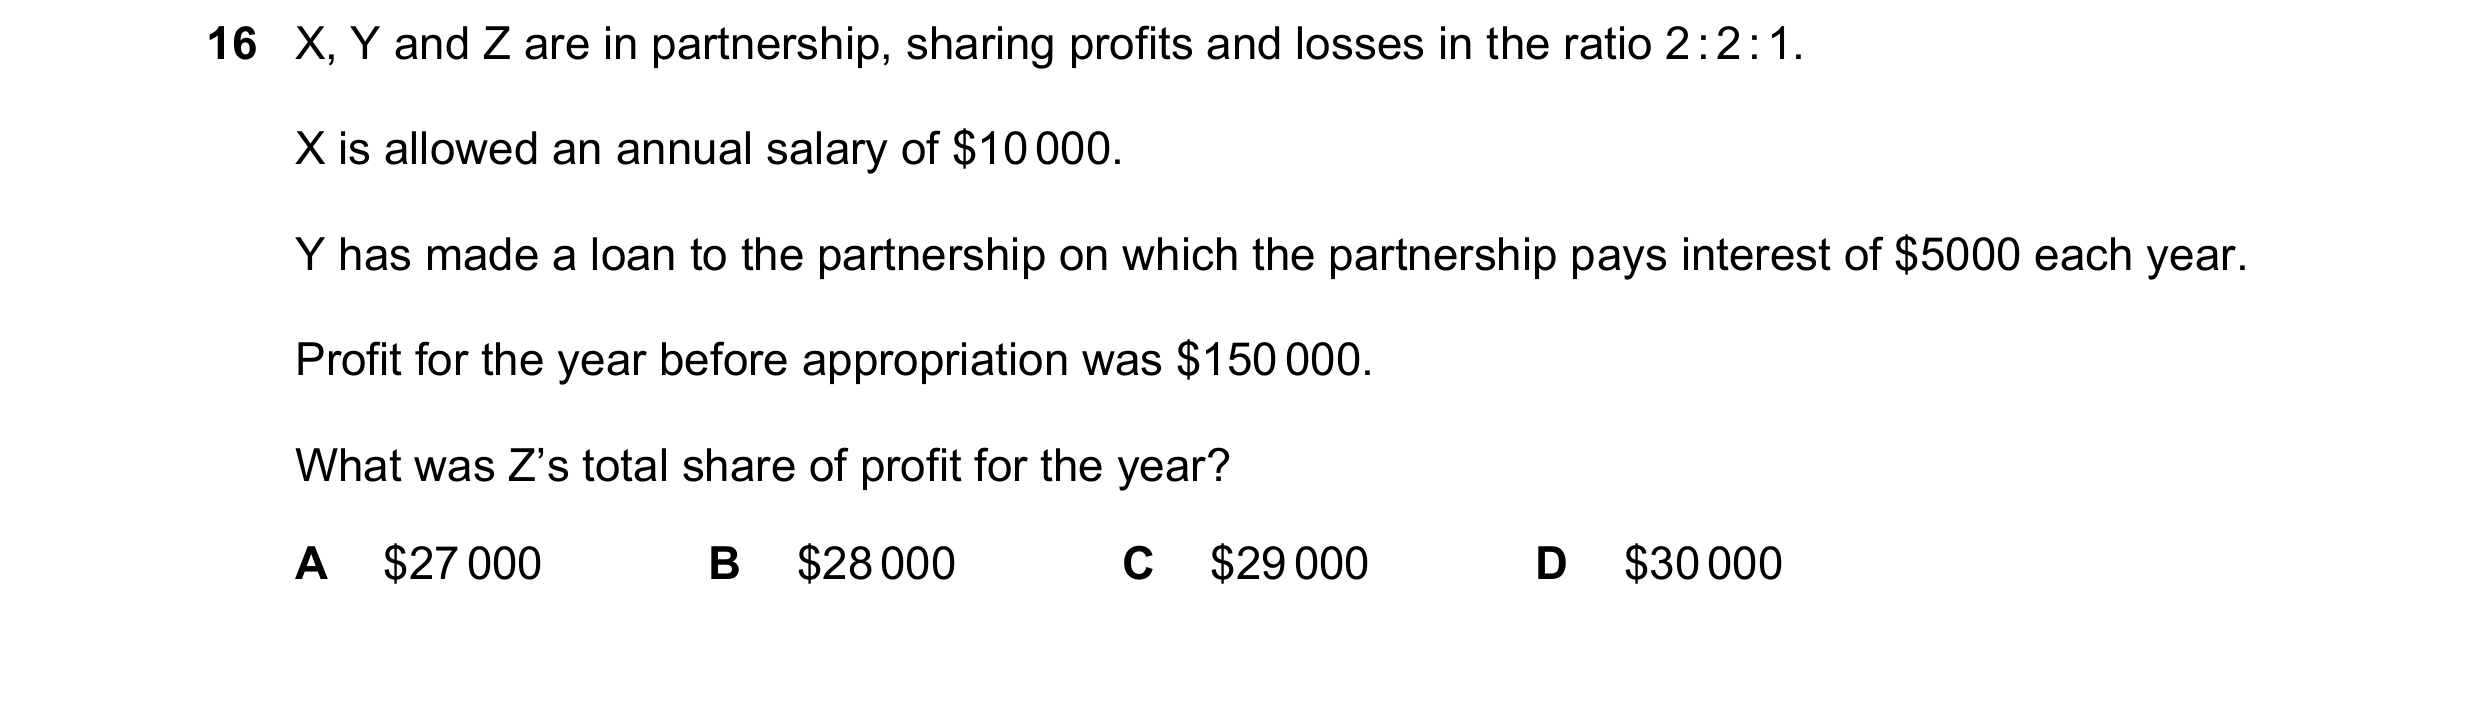 16 X, Y and Z are in partnership, sharing profits and losses in the ratio 2 : 2 : 1.
X is allowed an annual salary of $10 000.
Y has made a loan to the partnership on which the partnership pays interest of $5000 each year.
Profit for the year before appropriation was $150 000.
What was Z’s total share of profit for the year?
A $27 000 B $28 000 C $29 000 D $30 000